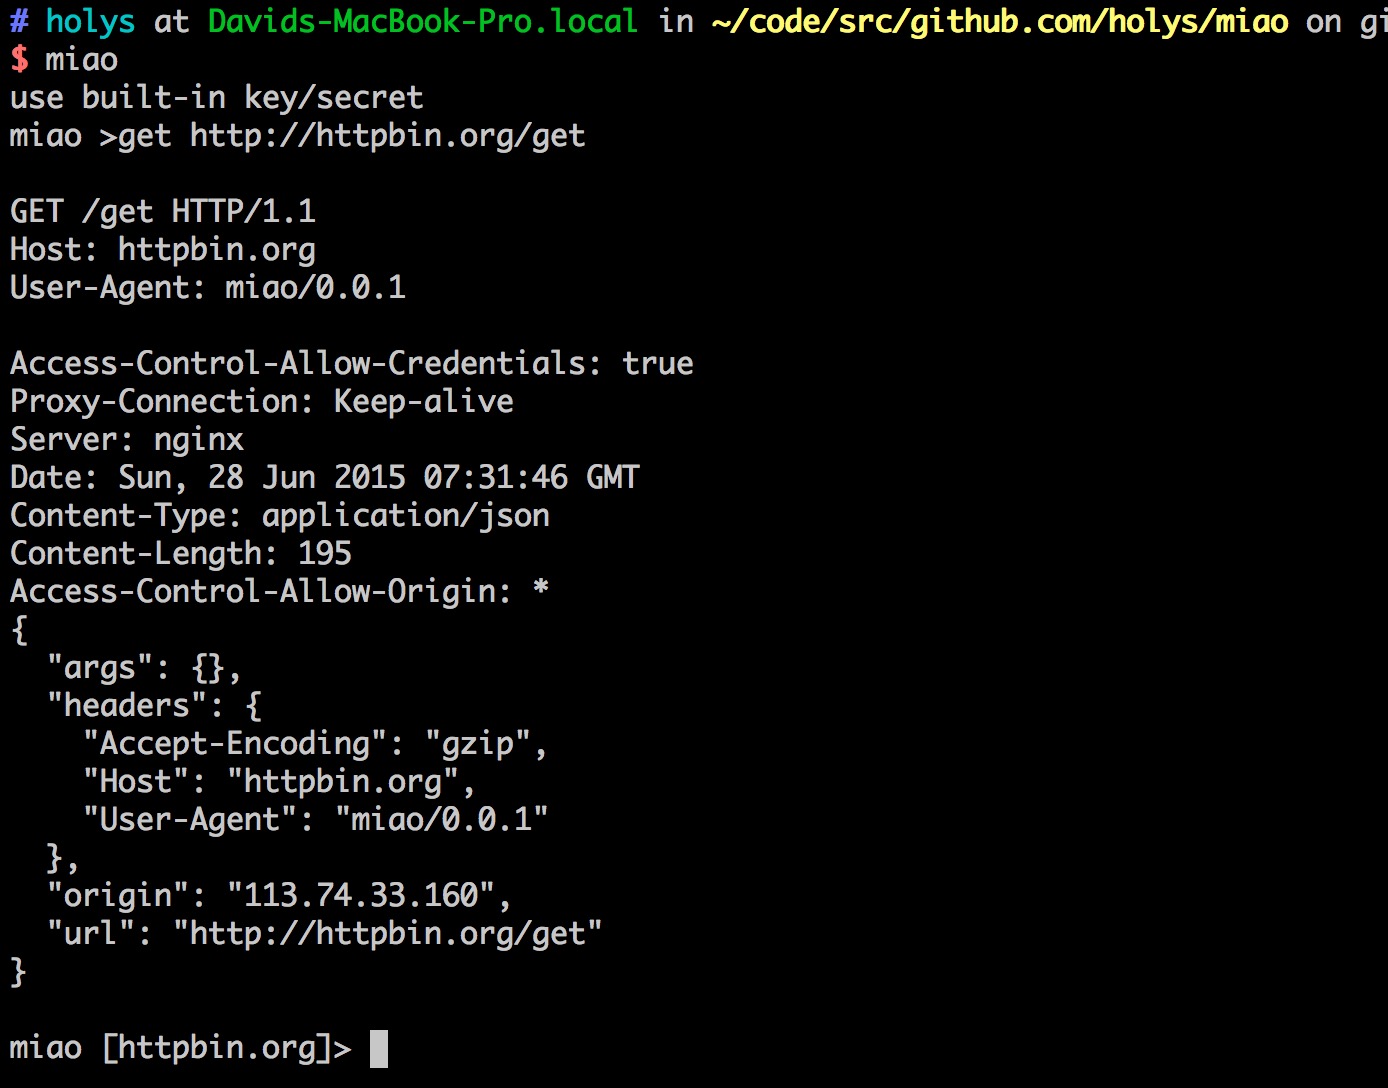 # holys at Davids-MacBook-Pro.local in ~/code/src/github.com/holys/miao on gi
$ miao
use built-in key/secret
miao >get http://httpbin.org/get

GET /get HTTP/1.1
Host: httpbin.org
User-Agent: miao/0.0.1

Access-Control-Allow-Credentials: true
Proxy-Connection: Keep-alive
Server: nginx
Date: Sun, 28 Jun 2015 07:31:46 GMT
Content-Type: application/json
Content-Length: 195
Access-Control-Allow-Origin: *
{
  "args": {},
  "headers": {
    "Accept-Encoding": "gzip",
    "Host": "httpbin.org",
    "User-Agent": "miao/0.0.1"
  },
  "origin": "113.74.33.160",
  "url": "http://httpbin.org/get"
}

miao [httpbin.org]>